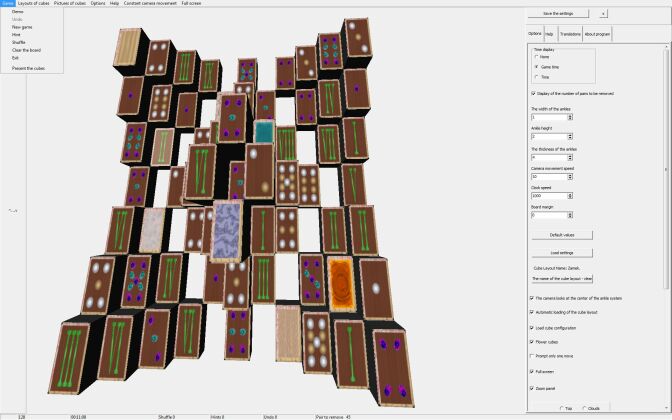 Game Layouts of cubes Pictures of cubes Options Help Constant camera movement Full screen
Demo
Undo
New game
Hint
Shuffle
Clear the board
Exit
Present the cubes
Save the settings x
Options Help Translations About program
Time display
None
Game time
Time
Display of the number of pairs to be removed
The width of the ankles
1
Ankle height
2
The thickness of the ankles
4
Camera movement speed
10
Clock speed
1000
Board margin
0
Default values
Load settings
Cube Layout Name: Zamek.
The name of the cube layout - clear
The camera looks at the center of the ankle system
Automatic loading of the cube layout
Load cube configuration
Flower cubes
Prompt only one move
Full screen
Zoom panel
Top Clouds
120 00:11:00 Shuffle 0 Hints 0 Undo 0 Pair to remove 45